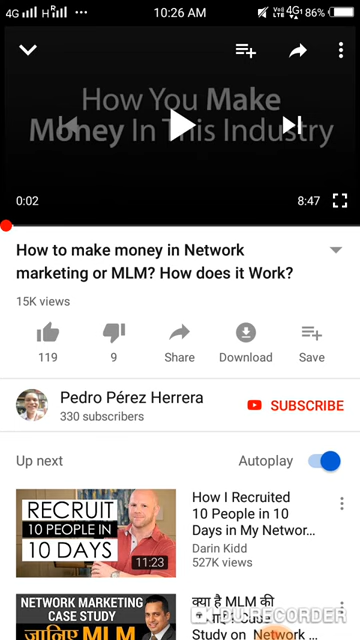 4G H R 10:26 AM VoD LTE 4G 86%
How You Make
Money In This Industry
0:02 8:47
How to make money in Network
marketing or MLM? How does it Work?
15K views
119 9 Share Download Save
Pedro Pérez Herrera
330 subscribers
SUBSCRIBE
Up next Autoplay
RECRUIT
10 PEOPLE IN
10 DAYS
11:23
How I Recruited
10 People in 10
Days in My Networ...
Darin Kidd
527K views
NETWORK MARKETING
CASE STUDY
जानिए MLM
क्या है MLM की
Case
Study on Network ...
RECORDER